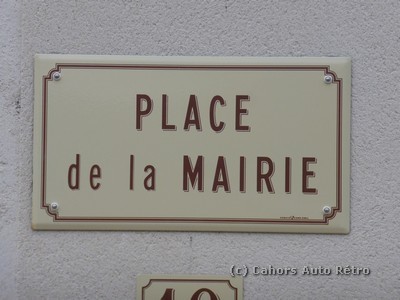 PLACE
de la MAIRIE
(c) Cahors Auto Rétro